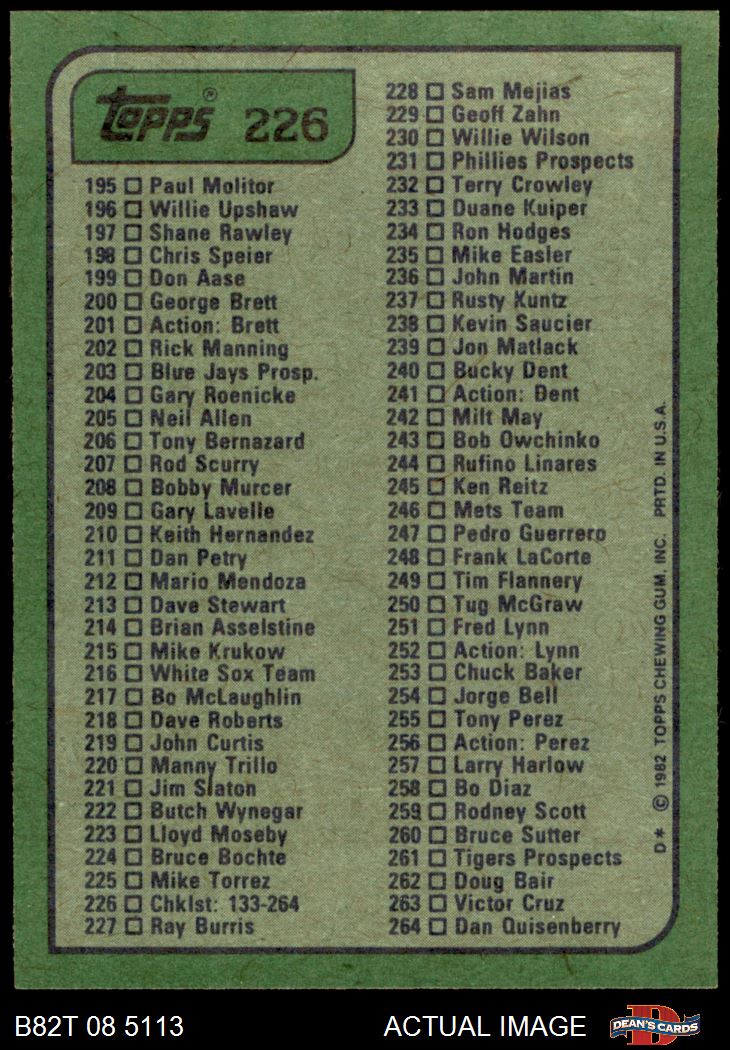 Topps® 226
195 □ Paul Molitor
196 □ Willie Upshaw
197 □ Shane Rawley
198 □ Chris Speier
199 □ Don Aase
200 □ George Brett
201 □ Action: Brett
202 □ Rick Manning
203 □ Blue Jays Prosp.
204 □ Gary Roenicke
205 □ Neil Allen
206 □ Tony Bernazard
207 □ Rod Scurry
208 □ Bobby Murcer
209 □ Gary Lavelle
210 □ Keith Hernandez
211 □ Dan Petry
212 □ Mario Mendoza
213 □ Dave Stewart
214 □ Brian Asselstine
215 □ Mike Krukow
216 □ White Sox Team
217 □ Bo McLaughlin
218 □ Dave Roberts
219 □ John Curtis
220 □ Manny Trillo
221 □ Jim Slaton
222 □ Butch Wynegar
223 □ Lloyd Moseby
224 □ Bruce Bochte
225 □ Mike Torrez
226 □ Chklst: 133-264
227 □ Ray Burris
228 □ Sam Mejias
229 □ Geoff Zahn
230 □ Willie Wilson
231 □ Phillies Prospects
232 □ Terry Crowley
233 □ Duane Kuiper
234 □ Ron Hodges
235 □ Mike Easler
236 □ John Martin
237 □ Rusty Kuntz
238 □ Kevin Saucier
239 □ Jon Matlack
240 □ Bucky Dent
241 □ Action: Dent
242 □ Milt May
243 □ Bob Owchinko
244 □ Rufino Linares
245 □ Ken Reitz
246 □ Mets Team
247 □ Pedro Guerrero
248 □ Frank LaCorte
249 □ Tim Flannery
250 □ Tug McGraw
251 □ Fred Lynn
252 □ Action: Lynn
253 □ Chuck Baker
254 □ Jorge Bell
255 □ Tony Perez
256 □ Action: Perez
257 □ Larry Harlow
258 □ Bo Diaz
259 □ Rodney Scott
260 □ Bruce Sutter
261 □ Tigers Prospects
262 □ Doug Bair
263 □ Victor Cruz
264 □ Dan Quisenberry
D* © 1982 TOPPS CHEWING GUM, INC. PRTD. IN U.S.A.
B82T 08 5113
ACTUAL IMAGE
D
DEAN'S CARDS